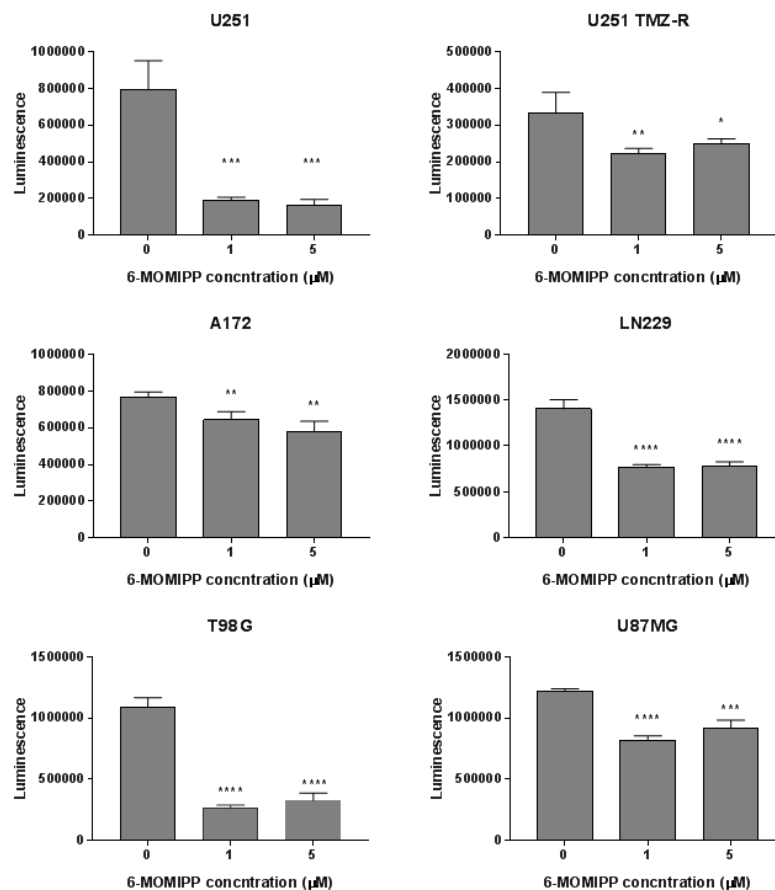 U251
Luminescence
1000000
800000
600000
400000
200000
0
***
***
0 1 5
6-MOMIPP concntration (μM)
U251 TMZ-R
Luminescence
500000
400000
300000
200000
100000
0
**
*
0 1 5
6-MOMIPP concntration (μM)
A172
Luminescence
1000000
800000
600000
400000
200000
0
**
**
0 1 5
6-MOMIPP concntration (μM)
LN229
Luminescence
2000000
1500000
1000000
500000
0
****
****
0 1 5
6-MOMIPP concntration (μM)
T98G
Luminescence
1500000
1000000
500000
0
****
****
0 1 5
6-MOMIPP concntration (μM)
U87MG
Luminescence
1500000
1000000
500000
0
****
***
0 1 5
6-MOMIPP concntration (μM)